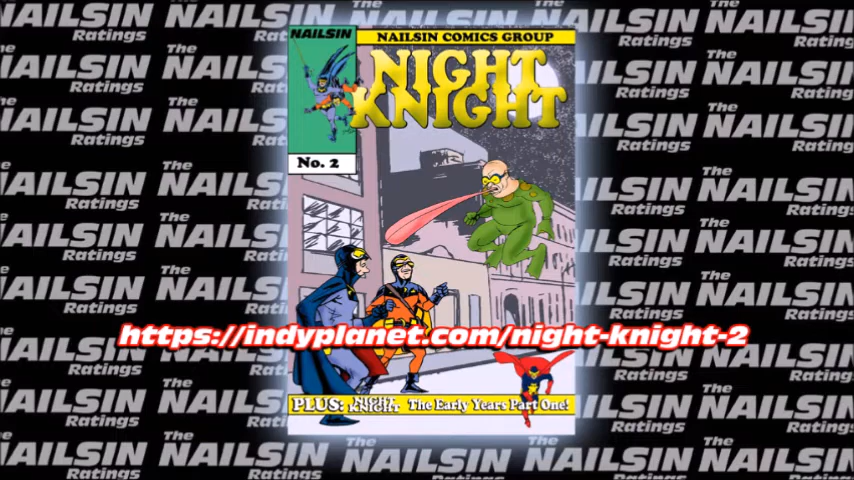 The NAILSIN Ratings
NAILSIN
NAILSIN COMICS GROUP
NIGHT
KNIGHT
No. 2
https://indyplanet.com/night-knight-2
PLUS: NIGHT KNIGHT The Early Years Part One!